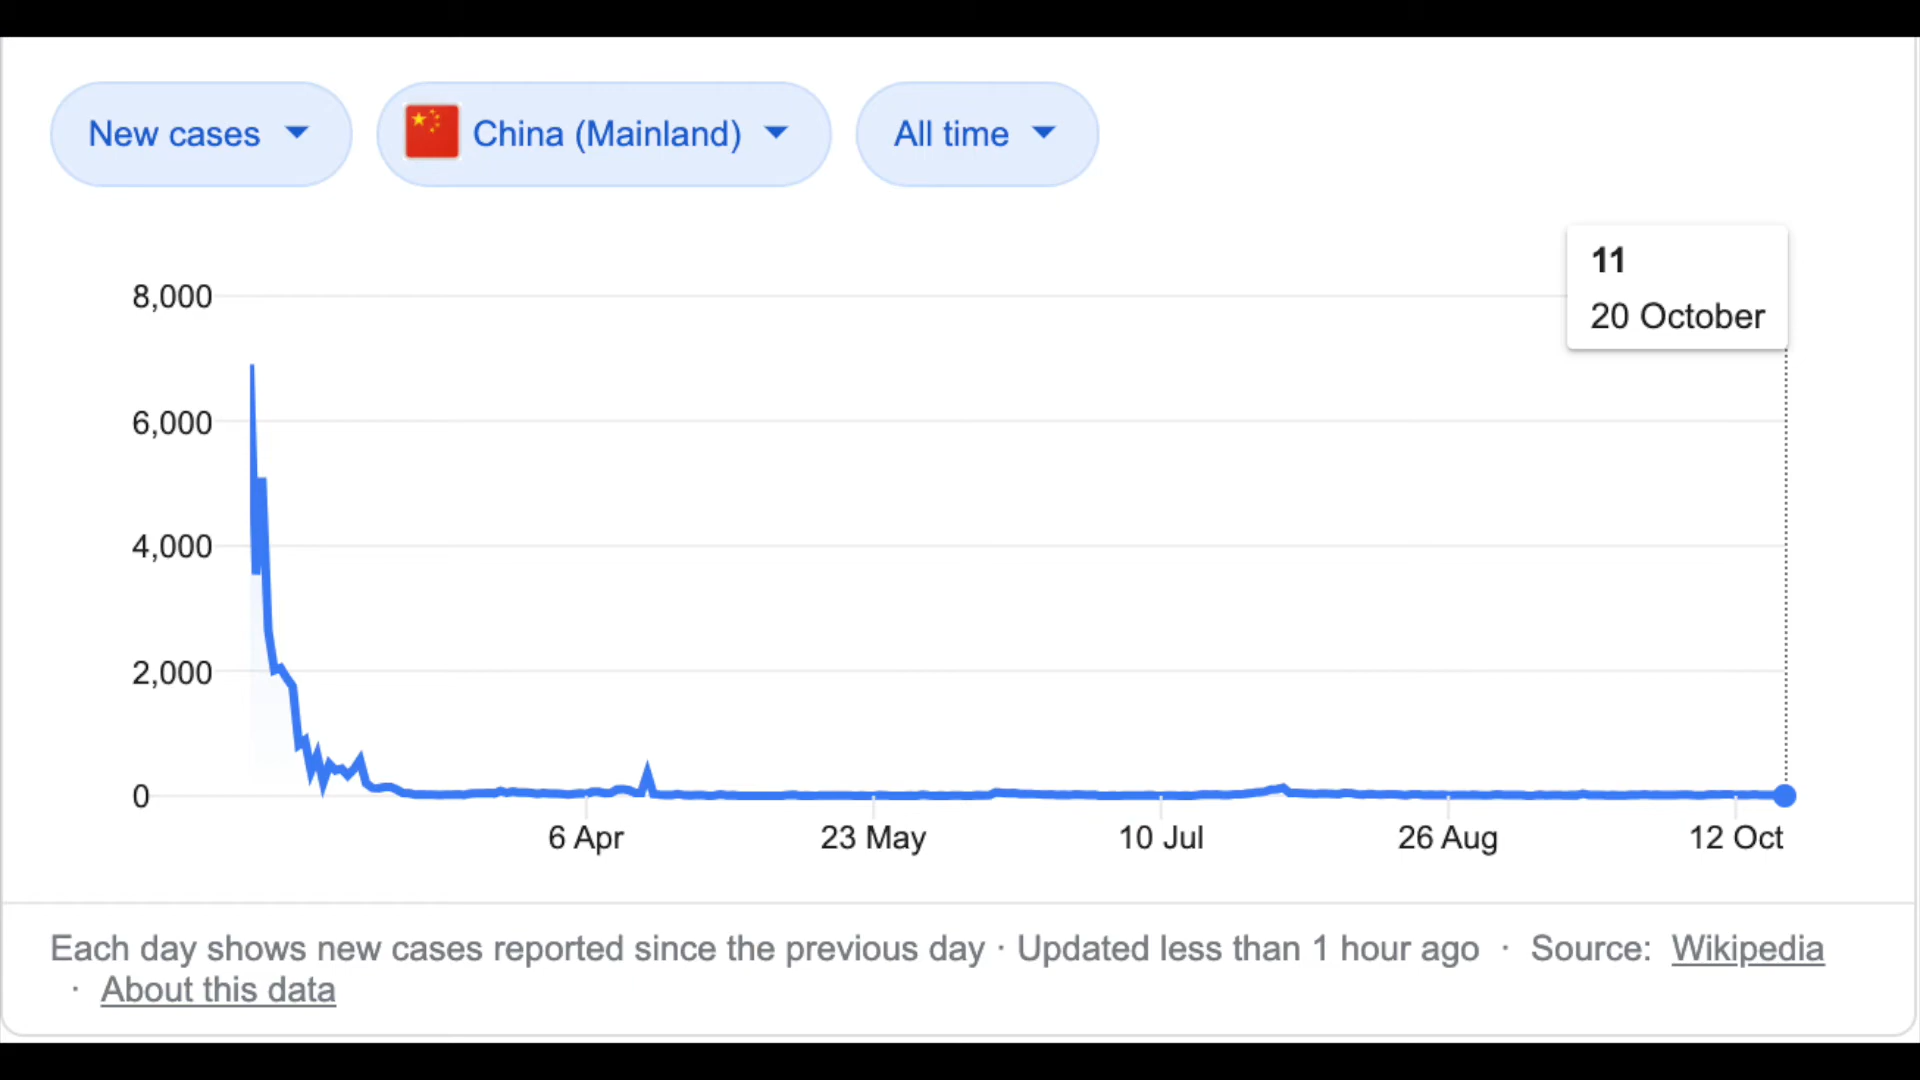 New cases
China (Mainland)
All time
11
20 October
8,000
6,000
4,000
2,000
0
6 Apr
23 May
10 Jul
26 Aug
12 Oct
Each day shows new cases reported since the previous day · Updated less than 1 hour ago · Source: Wikipedia
· About this data